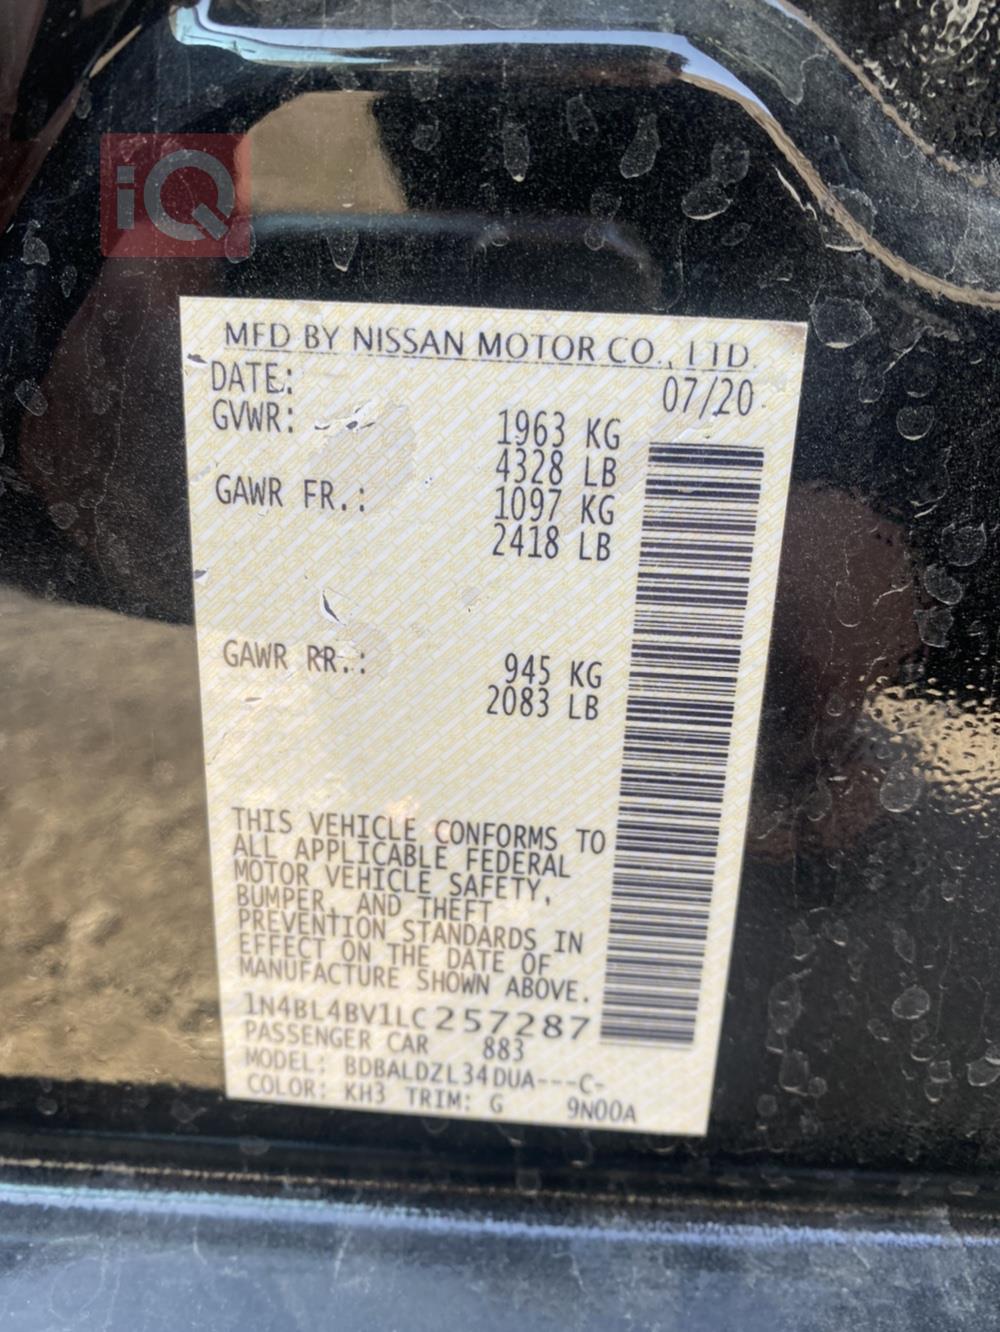 iQ
MFD BY NISSAN MOTOR CO., LTD.
DATE: 07/20
GVWR: 1963 KG
4328 LB
GAWR FR.: 1097 KG
2418 LB
GAWR RR.: 945 KG
2083 LB
THIS VEHICLE CONFORMS TO
ALL APPLICABLE FEDERAL
MOTOR VEHICLE SAFETY,
BUMPER, AND THEFT
PREVENTION STANDARDS IN
EFFECT ON THE DATE OF
MANUFACTURE SHOWN ABOVE.
1N4BL4BV1LC257287
PASSENGER CAR 883
MODEL: BDBALDZL34DUA---C-
COLOR: KH3 TRIM: G 9N00A